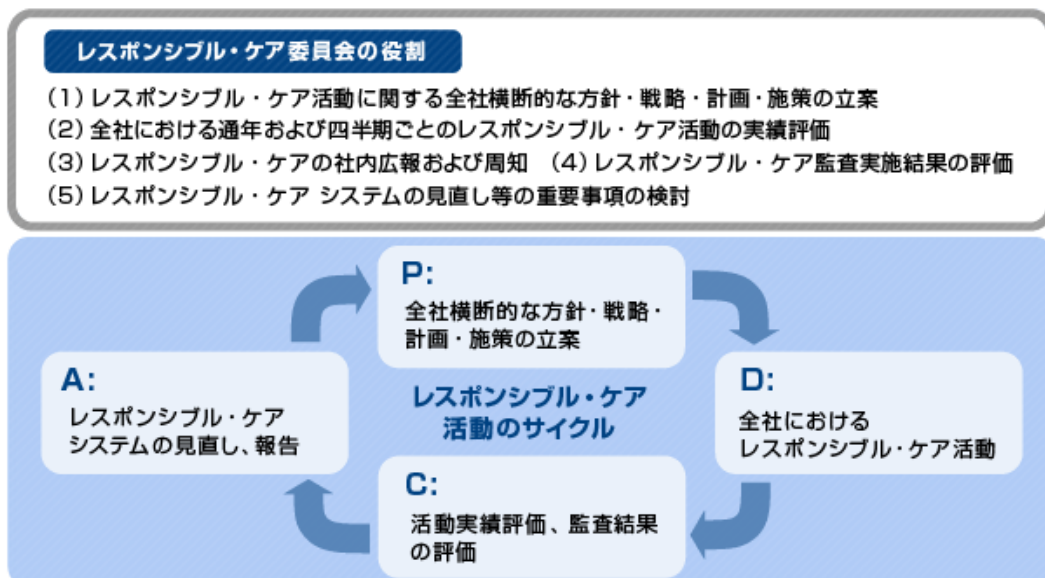 レスポンシブル・ケア委員会の役割
(1)レスポンシブル・ケア活動に関する全社横断的な方針・戦略・計画・施策の立案
(2)全社における通年および四半期ごとのレスポンシブル・ケア活動の実績評価
(3)レスポンシブル・ケアの社内広報および周知 (4)レスポンシブル・ケア監査実施結果の評価
(5)レスポンシブル・ケア システムの見直し等の重要事項の検討
P:
全社横断的な方針・戦略・
計画・施策の立案
A:
レスポンシブル・ケア
システムの見直し、報告
レスポンシブル・ケア
活動のサイクル
D:
全社における
レスポンシブル・ケア活動
C:
活動実績評価、監査結果
の評価